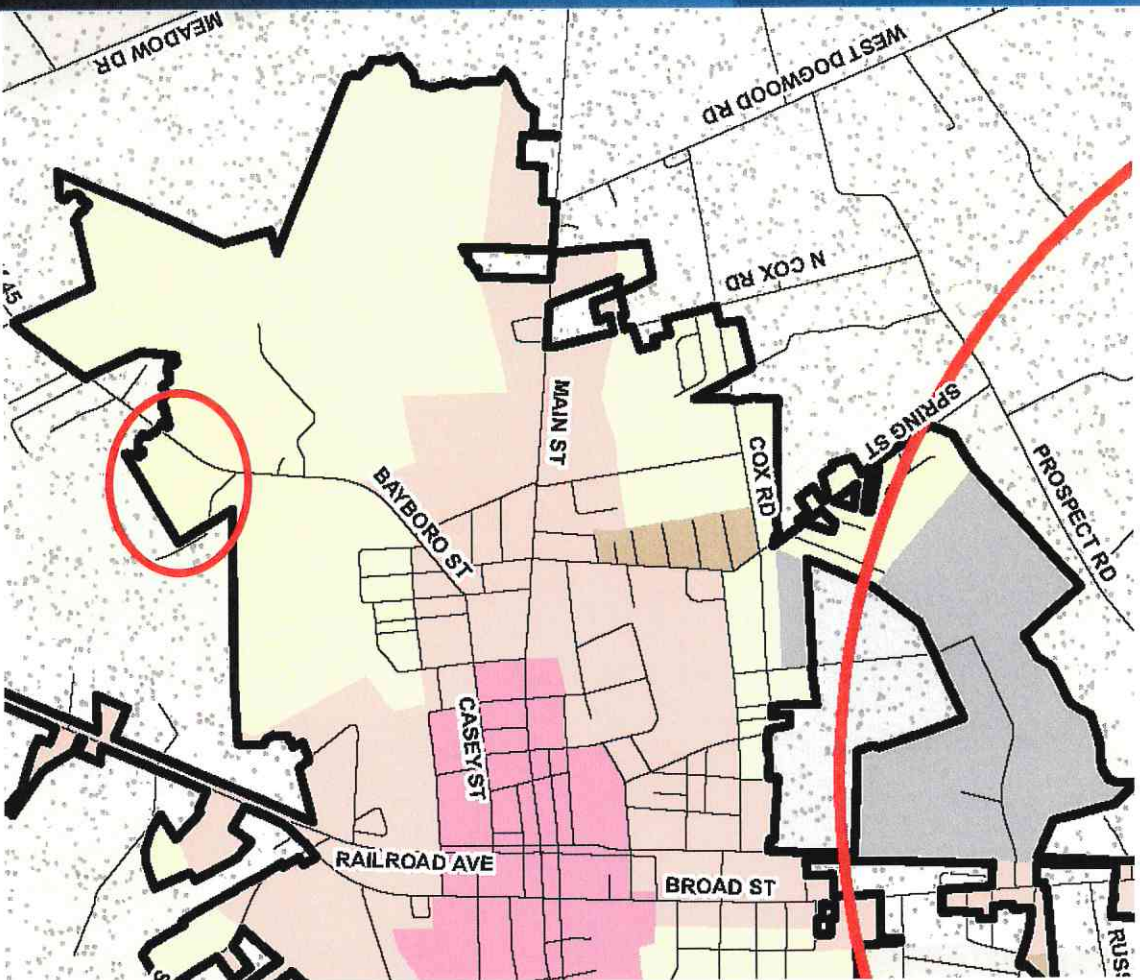 MEADOW DR
WEST DOGWOOD RD
N COX RD
45
MAIN ST
SPRING ST
COX RD
PROSPECT RD
BAYBORO ST
CASEY ST
RAILROAD AVE
BROAD ST
RUS
S